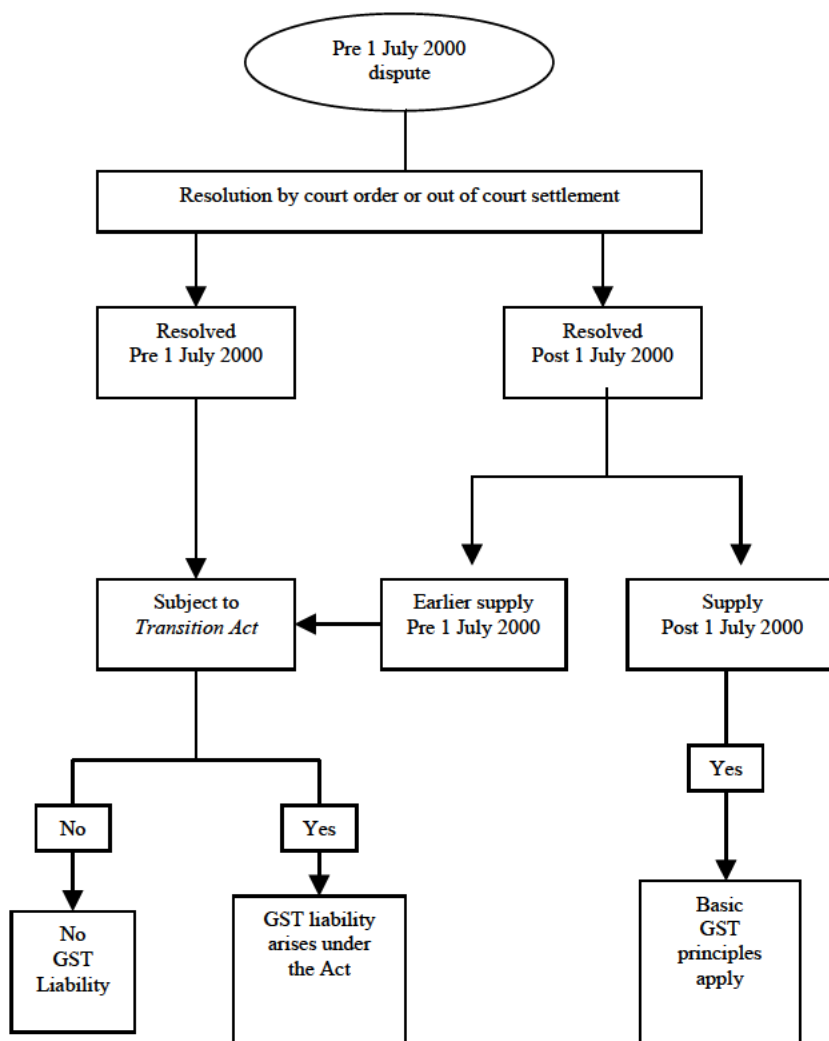 Pre 1 July 2000
dispute
Resolution by court order or out of court settlement
Resolved
Pre 1 July 2000
Resolved
Post 1 July 2000
Subject to
Transition Act
Earlier supply
Pre 1 July 2000
Supply
Post 1 July 2000
Yes
No
Yes
No
GST
Liability
GST liability
arises under
the Act
Basic
GST
principles
apply